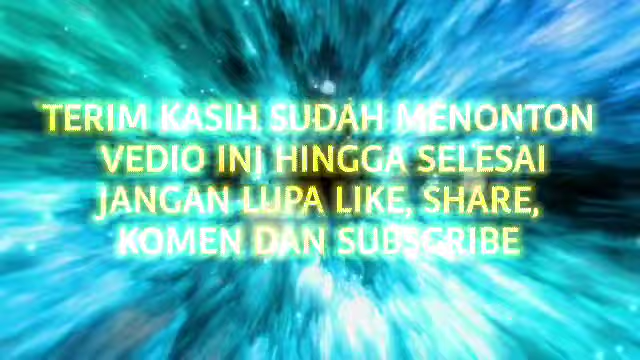 TERIM KASIH SUDAH MENONTON
VEDIO INI HINGGA SELESAI
JANGAN LUPA LIKE, SHARE,
KOMEN DAN SUBSCRIBE